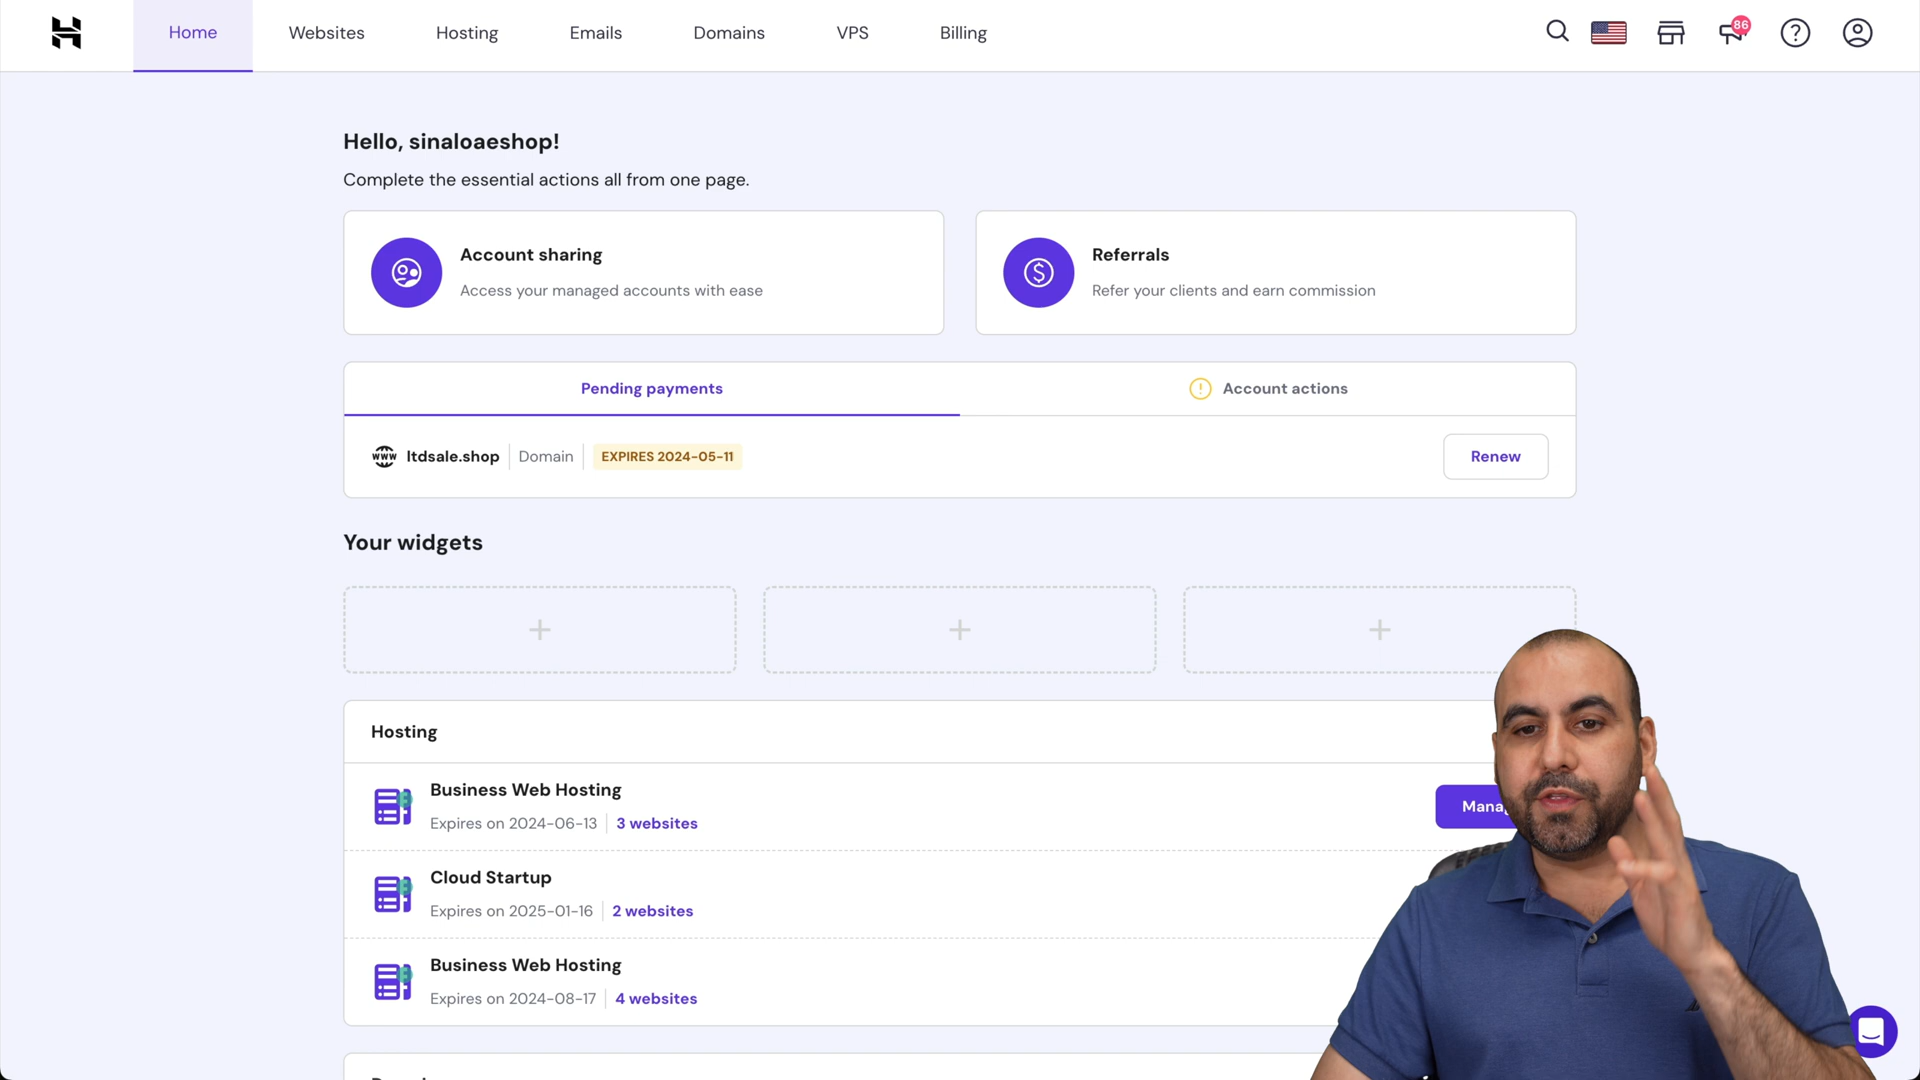 Home
Websites
Hosting
Emails
Domains
VPS
Billing
86
Hello, sinaloaeshop!
Complete the essential actions all from one page.
Account sharing
Access your managed accounts with ease
Referrals
Refer your clients and earn commission
Pending payments
Account actions
www
ltdsale.shop
Domain
EXPIRES 2024-05-11
Renew
Your widgets
Hosting
Business Web Hosting
Expires on 2024-06-13
3 websites
Cloud Startup
Expires on 2025-01-16
2 websites
Business Web Hosting
Expires on 2024-08-17
4 websites